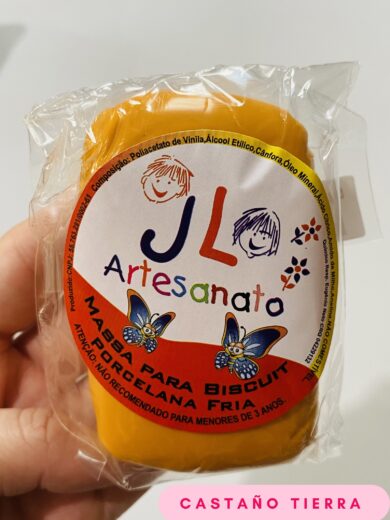 Composição: Poliacetato de Vinila,Álcool Etílico,Cânfora,Óleo Mineral,
JL
Artesanato
MASSA PARA BISCUIT
PORCELANA FRIA
ATENÇÃO: NÃO RECOMENDADO PARA MENORES DE 3 ANOS.
CASTAÑO TIERRA